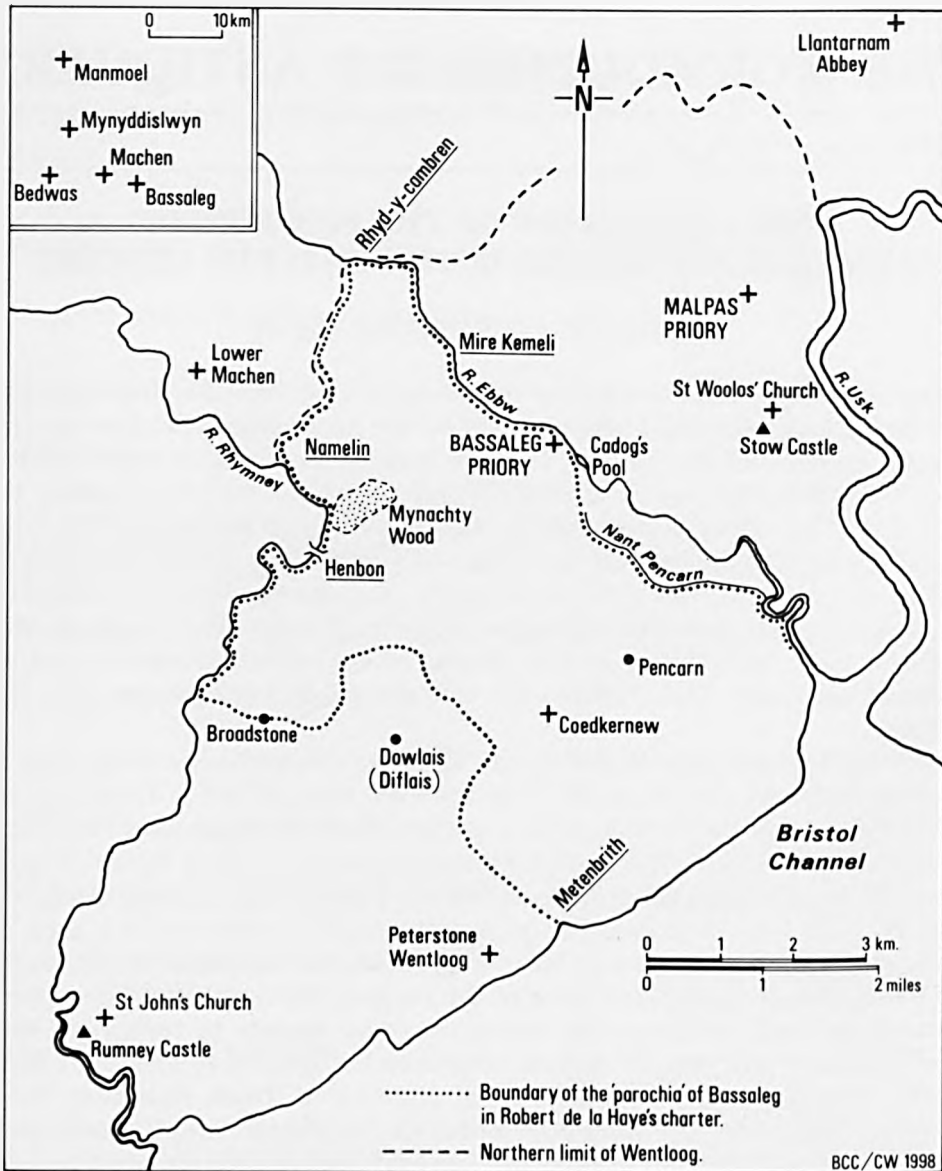 0 10 km
Manmoel
Mynyddislwyn
Machen
Bedwas
Bassaleg
Llantarnam
Abbey
N
Rhyd-y-cambren
MALPAS
PRIORY
Mire Kemeli
Lower
Machen
R. Ebbw
St Woolos' Church
R. Usk
Stow Castle
BASSALEG
PRIORY
Cadog's
Pool
Namelin
R. Rhymney
Mynachty
Wood
Nant Pencarn
Henbon
Pencarn
Broadstone
Coedkernew
Dowlais
(Diflais)
Bristol
Channel
Metenbrith
Peterstone
Wentloog
0 1 2 3 km.
0 1 2 miles
St John's Church
Rumney Castle
Boundary of the 'parochia' of Bassaleg
in Robert de la Haye's charter.
Northern limit of Wentloog.
BCC/CW 1998